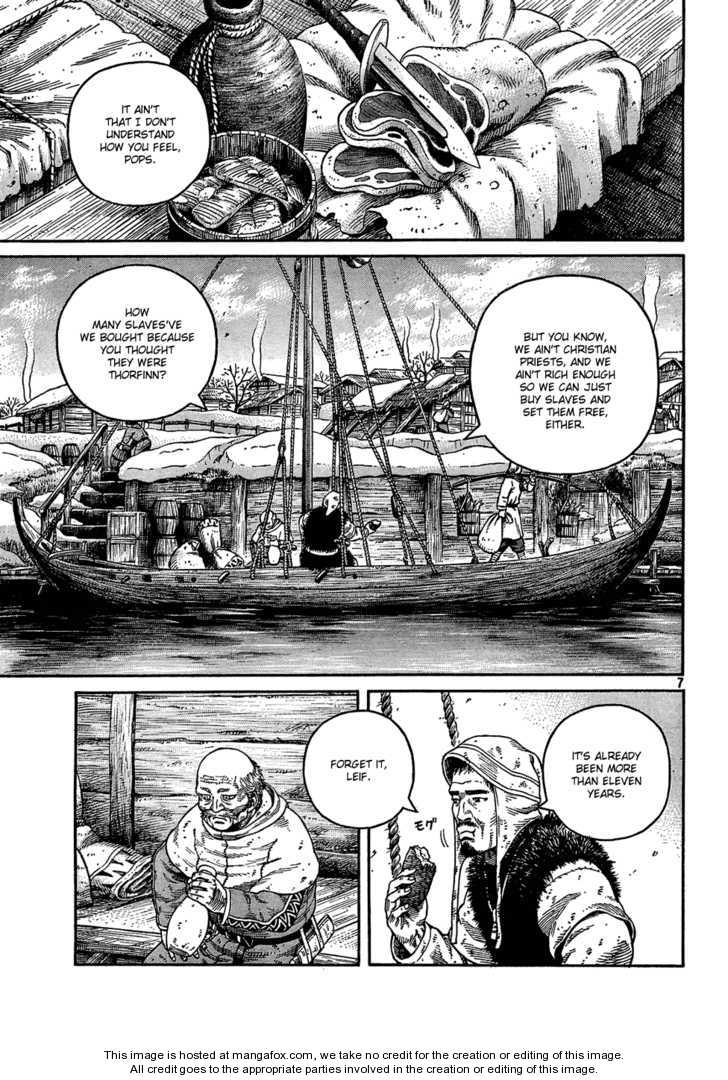 IT AIN'T
THAT I DON'T
UNDERSTAND
HOW YOU FEEL,
POPS.
BUT YOU KNOW,
WE AIN'T CHRISTIAN
PRIESTS, AND WE
AIN'T RICH ENOUGH
SO WE CAN JUST
BUY SLAVES AND
SET THEM FREE,
EITHER.
HOW
MANY SLAVES'VE
WE BOUGHT BECAUSE
YOU THOUGHT
THEY WERE
THORFINN?
7
IT'S ALREADY
BEEN MORE
THAN ELEVEN
YEARS.
モグ
FORGET IT,
LEIF.
This image is hosted at mangafox.com, we take no credit for the creation or editing of this image.
All credit goes to the appropriate parties involved in the creation or editing of this image.